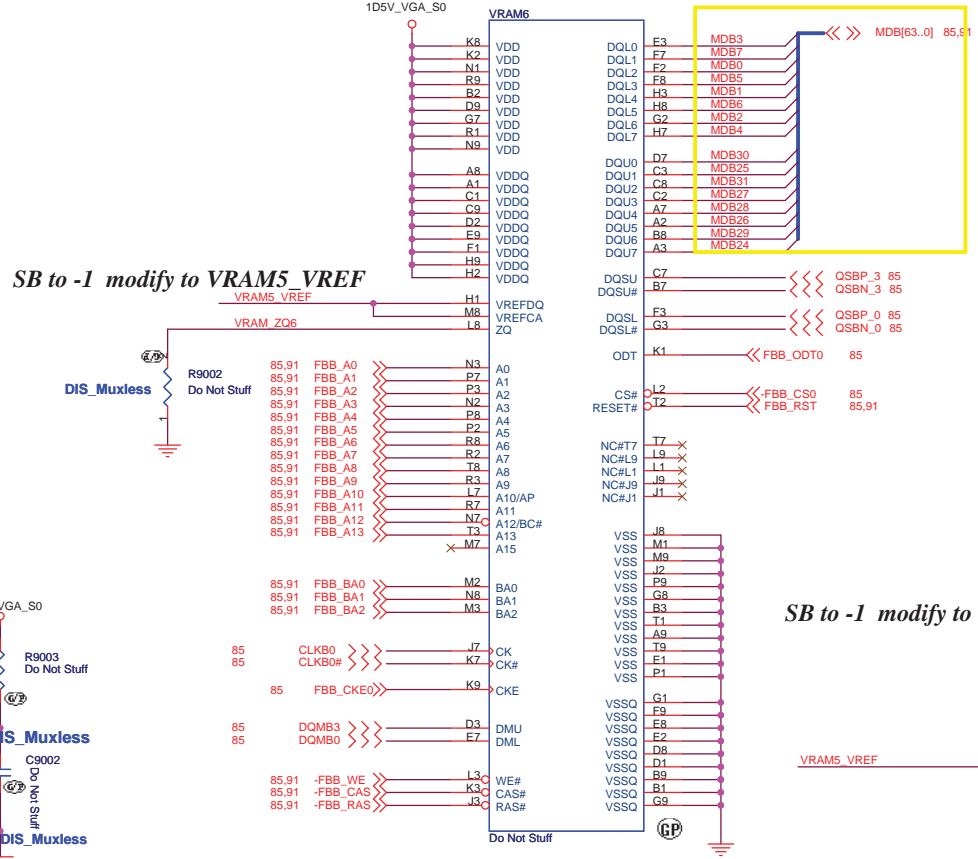 1D5V_VGA_S0
VRAM6
K8 VDD DQL0 E3 MDB3 MDB[63..0] 85,91
K2 VDD DQL1 F7 MDB7
N1 VDD DQL2 F2 MDB0
R9 VDD DQL3 F8 MDB5
B2 VDD DQL4 H3 MDB1
D9 VDD DQL5 H8 MDB6
G7 VDD DQL6 G2 MDB2
R1 VDD DQL7 H7 MDB4
N9 VDD
DQU0 D7 MDB30
A8 VDDQ DQU1 C3 MDB25
A1 VDDQ DQU2 C8 MDB31
C1 VDDQ DQU3 C2 MDB27
C9 VDDQ DQU4 A7 MDB28
D2 VDDQ DQU5 A2 MDB26
E9 VDDQ DQU6 B8 MDB29
F1 VDDQ DQU7 A3 MDB24
H9 VDDQ
H2 VDDQ DQSU C7 QSBP_3 85
DQSU# B7 QSBN_3 85
SB to -1 modify to VRAM5_VREF
VRAM5_VREF H1 VREFDQ
M8 VREFCA DQSL F3 QSBP_0 85
VRAM_ZQ6 L8 ZQ DQSL# G3 QSBN_0 85
ODT K1 FBB_ODT0 85
2
R9002
Do Not Stuff
DIS_Muxless
1
85,91 FBB_A0 N3 A0
85,91 FBB_A1 P7 A1
85,91 FBB_A2 P3 A2 CS# L2 -FBB_CS0 85
85,91 FBB_A3 N2 A3 RESET# T2 FBB_RST 85,91
85,91 FBB_A4 P8 A4
85,91 FBB_A5 P2 A5
85,91 FBB_A6 R8 A6 NC#T7 T7
85,91 FBB_A7 R2 A7 NC#L9 L9
85,91 FBB_A8 T8 A8 NC#L1 L1
85,91 FBB_A9 R3 A9 NC#J9 J9
85,91 FBB_A10 L7 A10/AP NC#J1 J1
85,91 FBB_A11 R7 A11
85,91 FBB_A12 N7 A12/BC#
85,91 FBB_A13 T3 A13 VSS J8
M7 A15 VSS M1
VSS M9
VSS J2
85,91 FBB_BA0 M2 BA0 VSS P9
85,91 FBB_BA1 N8 BA1 VSS G8
85,91 FBB_BA2 M3 BA2 VSS B3
VSS T1
VSS A9
85 CLKB0 J7 CK VSS T9
85 CLKB0# K7 CK# VSS E1
VSS P1
85 FBB_CKE0 K9 CKE
VSSQ G1
VSSQ F9
85 DQMB3 D3 DMU VSSQ E8
85 DQMB0 E7 DML VSSQ E2
VSSQ D8
VSSQ D1
85,91 -FBB_WE L3 WE# VSSQ B9
85,91 -FBB_CAS K3 CAS# VSSQ B1
85,91 -FBB_RAS J3 RAS# VSSQ G9
Do Not Stuff
GP
SB to -1 modify to
VRAM5_VREF
VGA_S0
R9003
Do Not Stuff
IS_Muxless
C9002
Do Not Stuff
DIS_Muxless